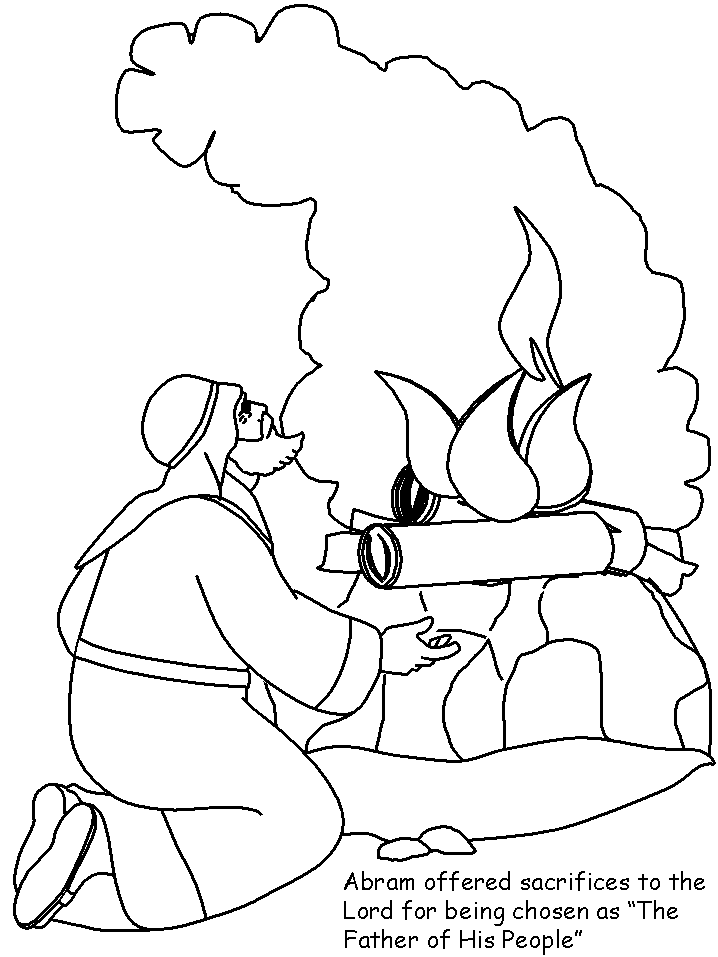 Abram offered sacrifices to the
Lord for being chosen as “The
Father of His People”